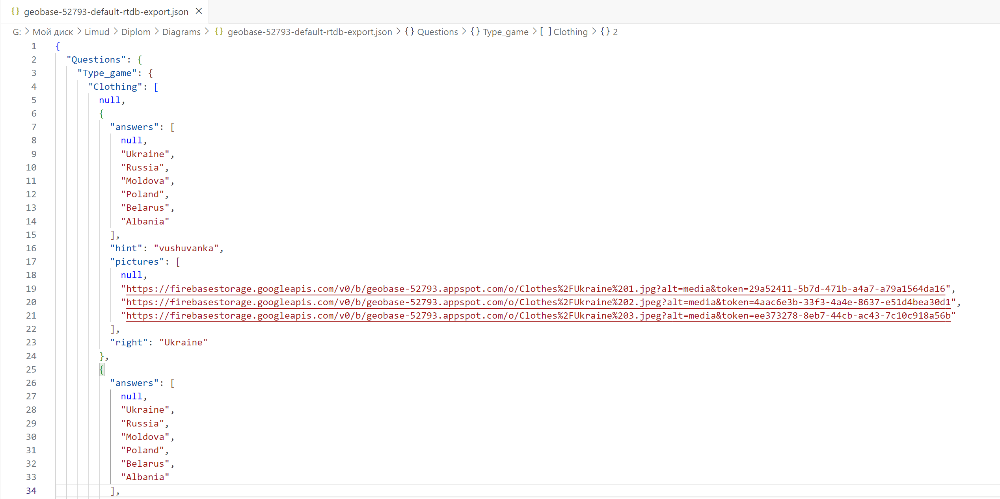 {} geobase-52793-default-rtdb-export.json ×
G: > Мой диск > Limud > Diplom > Diagrams > {} geobase-52793-default-rtdb-export.json > {} Questions > {} Type_game > [ ] Clothing > {} 2
1 {
2 "Questions": {
3 "Type_game": {
4 "Clothing": [
5 null,
6 {
7 "answers": [
8 null,
9 "Ukraine",
10 "Russia",
11 "Moldova",
12 "Poland",
13 "Belarus",
14 "Albania"
15 ],
16 "hint": "vushuvanka",
17 "pictures": [
18 null,
19 "https://firebasestorage.googleapis.com/v0/b/geobase-52793.appspot.com/o/Clothes%2FUkraine%201.jpg?alt=media&token=29a52411-5b7d-471b-a4a7-a79a1564da16",
20 "https://firebasestorage.googleapis.com/v0/b/geobase-52793.appspot.com/o/Clothes%2FUkraine%202.jpeg?alt=media&token=4aac6e3b-33f3-4a4e-8637-e51d4bea30d1",
21 "https://firebasestorage.googleapis.com/v0/b/geobase-52793.appspot.com/o/Clothes%2FUkraine%203.jpeg?alt=media&token=ee373278-8eb7-44cb-ac43-7c10c918a56b"
22 ],
23 "right": "Ukraine"
24 },
25 {
26 "answers": [
27 null,
28 "Ukraine",
29 "Russia",
30 "Moldova",
31 "Poland",
32 "Belarus",
33 "Albania"
34 ],